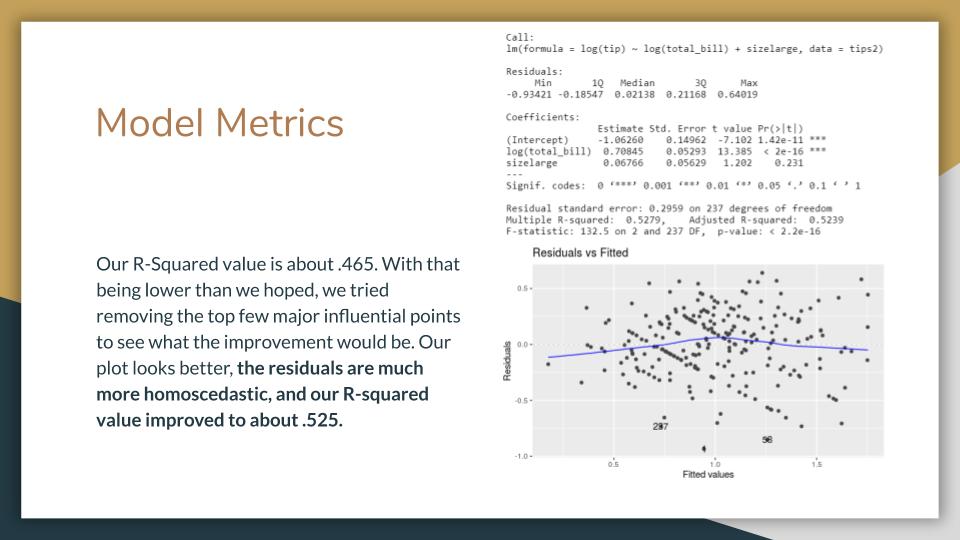 Model Metrics
Our R-Squared value is about .465. With that
being lower than we hoped, we tried
removing the top few major influential points
to see what the improvement would be. Our
plot looks better, the residuals are much
more homoscedastic, and our R-squared
value improved to about .525.
Call:
lm(formula = log(tip) ~ log(total_bill) + sizelarge, data = tips2)
Residuals:
Min 1Q Median 3Q Max
-0.93421 -0.18547 0.02138 0.21168 0.64019
Coefficients:
Estimate Std. Error t value Pr(>|t|)
(Intercept) -1.06260 0.14962 -7.102 1.42e-11 ***
log(total_bill) 0.70845 0.05293 13.385 < 2e-16 ***
sizelarge 0.06766 0.05629 1.202 0.231
---
Signif. codes: 0 ‘***’ 0.001 ‘**’ 0.01 ‘*’ 0.05 ‘.’ 0.1 ‘ ’ 1
Residual standard error: 0.2959 on 237 degrees of freedom
Multiple R-squared: 0.5279, Adjusted R-squared: 0.5239
F-statistic: 132.5 on 2 and 237 DF, p-value: < 2.2e-16
Residuals vs Fitted
Residuals
0.5
0.0
-0.5
-1.0
0.5 1.0 1.5
Fitted values